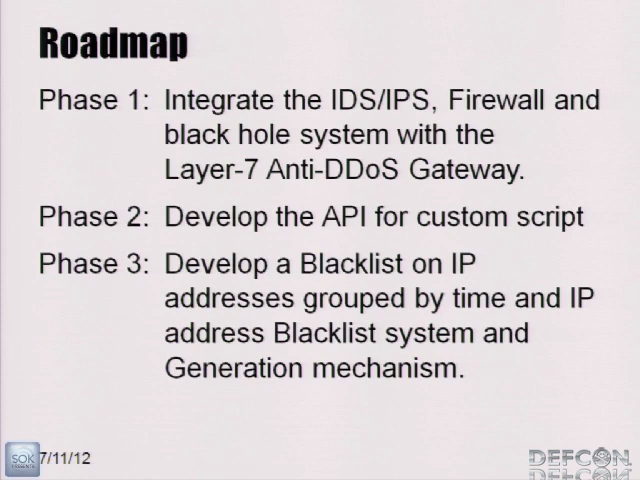 Roadmap
Phase 1: Integrate the IDS/IPS, Firewall and
black hole system with the
Layer-7 Anti-DDoS Gateway.
Phase 2: Develop the API for custom script
Phase 3: Develop a Blacklist on IP
addresses grouped by time and IP
address Blacklist system and
Generation mechanism.
SOK
7/11/12
DEFCON